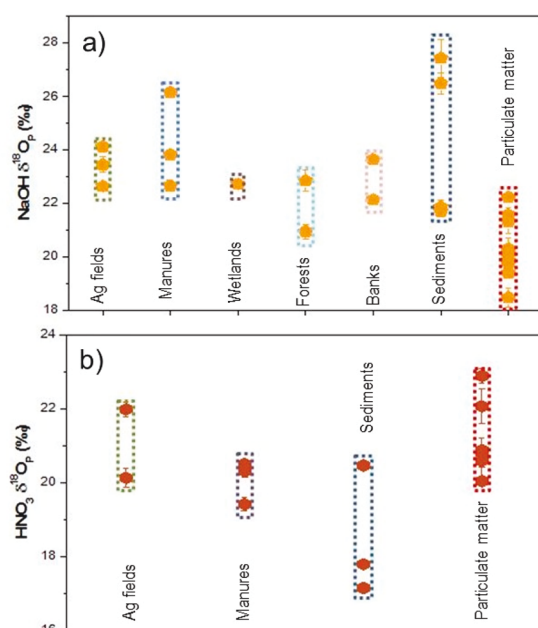 a)
28
26
24
22
20
18
NaOH δ¹⁸Oₚ (‰)
Ag fields
Manures
Wetlands
Forests
Banks
Sediments
Particulate matter
b)
24
22
20
18
16
HNO₃ δ¹⁸Oₚ (‰)
Ag fields
Manures
Sediments
Particulate matter